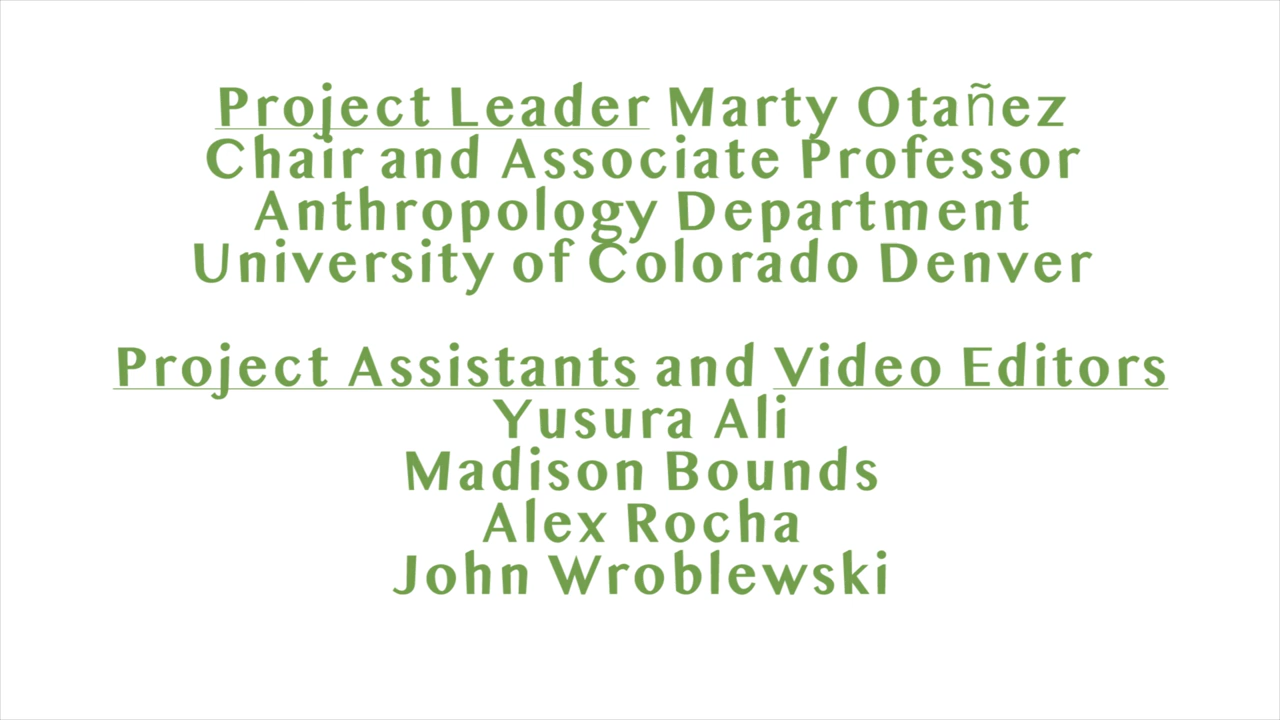 Project Leader Marty Otañez
Chair and Associate Professor
Anthropology Department
University of Colorado Denver
Project Assistants and Video Editors
Yusura Ali
Madison Bounds
Alex Rocha
John Wroblewski